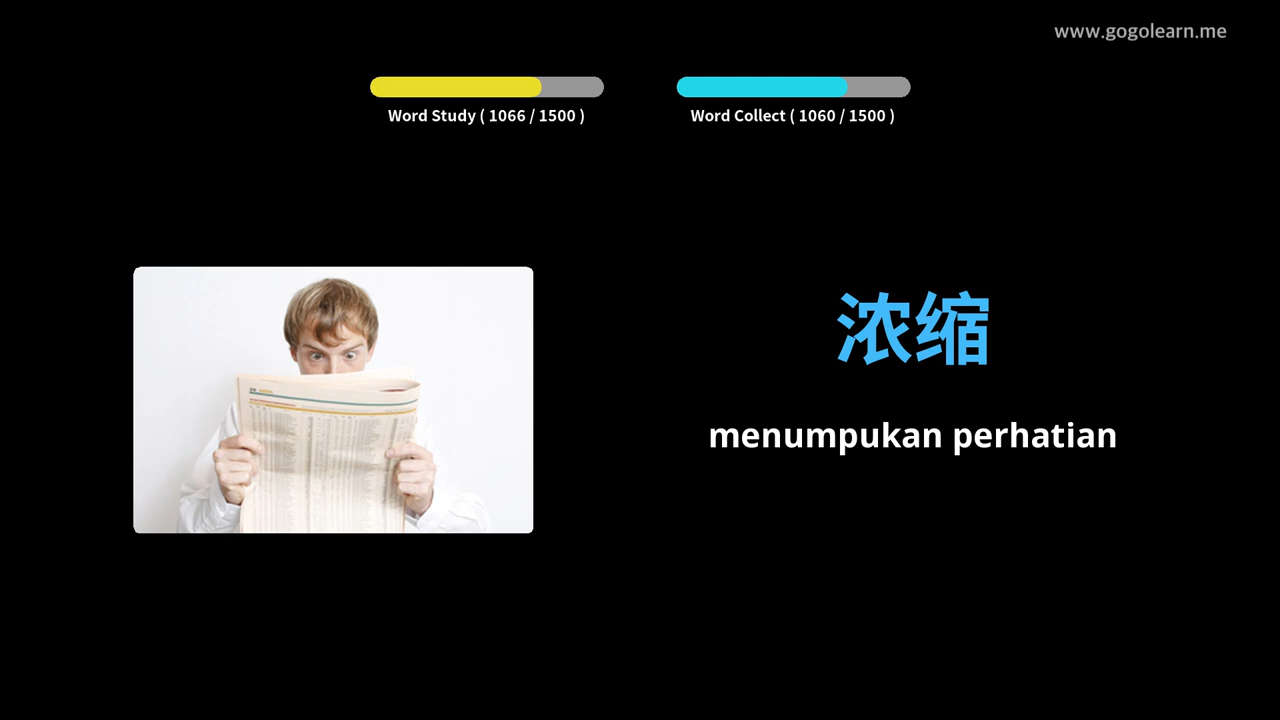 www.gogolearn.me
Word Study ( 1066 / 1500 )
Word Collect ( 1060 / 1500 )
浓缩
menumpukan perhatian